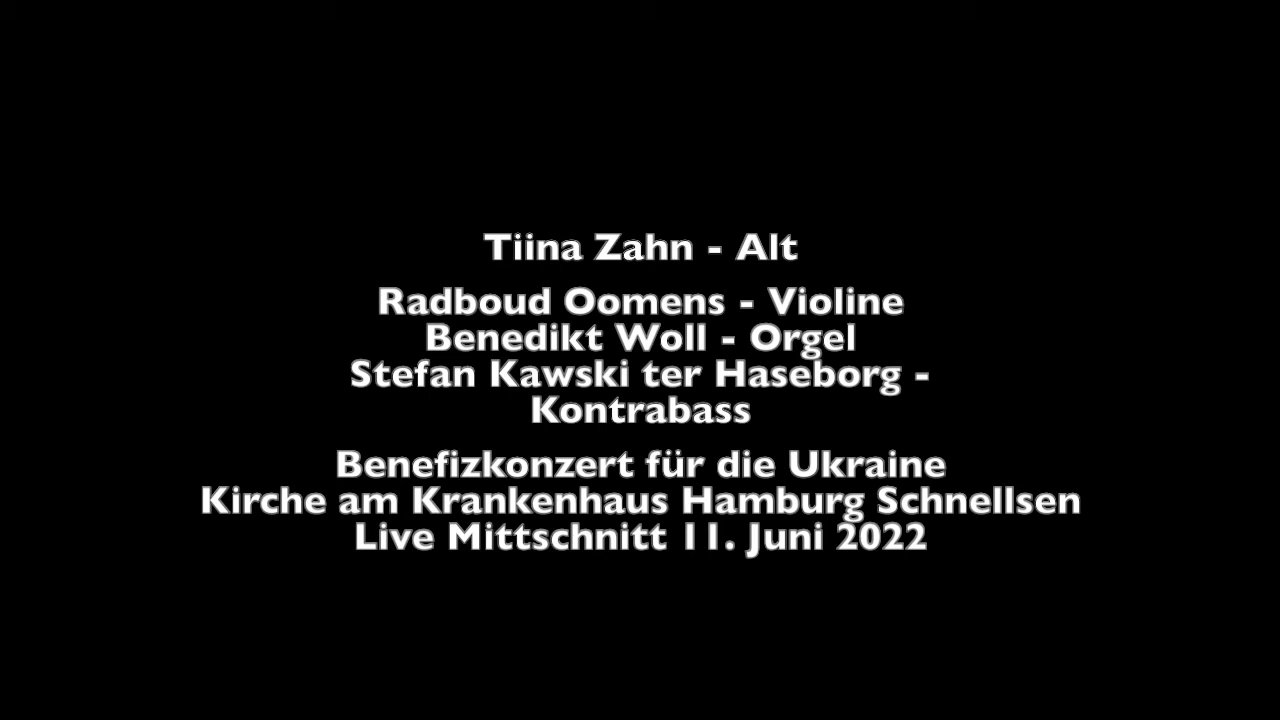 Tiina Zahn - Alt
Radboud Oomens - Violine
Benedikt Woll - Orgel
Stefan Kawski ter Haseborg -
Kontrabass
Benefizkonzert für die Ukraine
Kirche am Krankenhaus Hamburg Schnellsen
Live Mittschnitt 11. Juni 2022